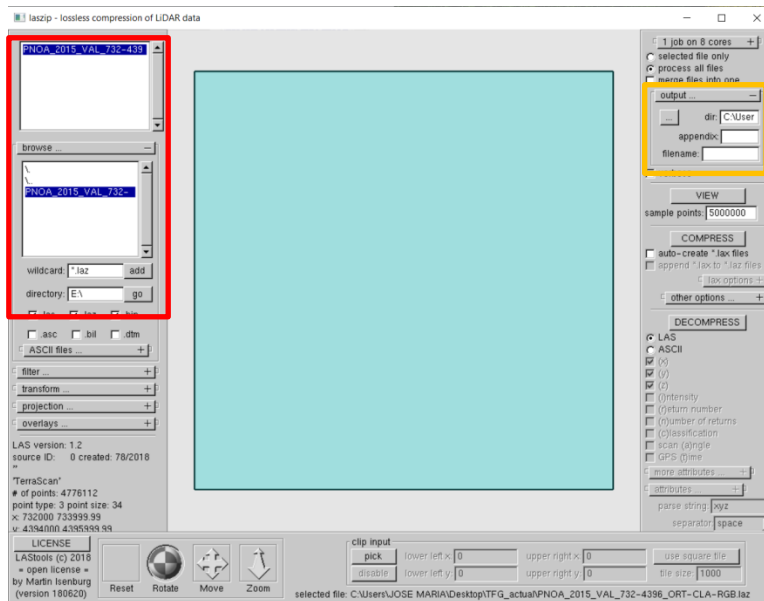 laszip - lossless compression of LiDAR data
PNOA_2015_VAL_732-439
browse ...
\.
\..
PNOA_2015_VAL_732-
wildcard: *.laz add
directory: E:\ go
.las .laz .bin
.asc .bil .dtm
ASCII files ... +
filter ... +
transform ... +
projection ... +
overlays ... +
LAS version: 1.2
source ID: 0 created: 78/2018
''
'TerraScan'
# of points: 4776112
point type: 3 point size: 34
x: 732000 733999.99
y: 4394000 4395999.99
1 job on 8 cores +
selected file only
process all files
merge files into one
output ... –
... dir: C:\User
appendix:
filename:
VIEW
sample points: 5000000
COMPRESS
auto-create *.lax files
append *.lax to *.laz files
lax options +
other options ... +
DECOMPRESS
LAS
ASCII
(x)
(y)
(z)
(i)ntensity
(r)eturn number
(n)umber of returns
(c)lassification
scan (a)ngle
GPS (t)ime
more attributes ... +
attributes ... +
parse string: xyz
separator: space
LICENSE
LAStools (c) 2018
= open license =
by Martin Isenburg
(version 180620)
Reset Rotate Move Zoom
clip input
pick lower left x: 0 upper right x: 0 use square tile
disable lower left y: 0 upper right y: 0 tile size: 1000
selected file: C:\Users\JOSE MARIA\Desktop\TFG_actual\PNOA_2015_VAL_732-4396_ORT-CLA-RGB.laz